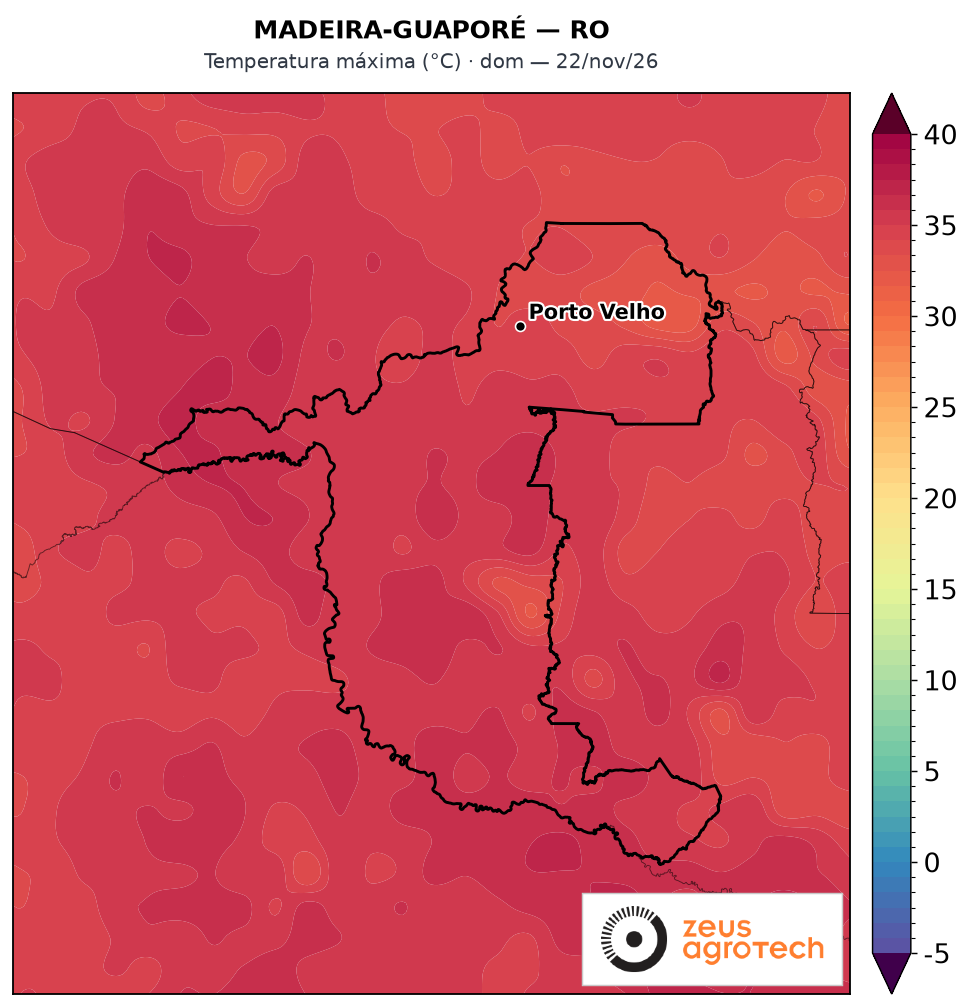 MADEIRA-GUAPORÉ — RO
Temperatura máxima (°C) · dom — 22/nov/26
40
35
Porto Velho
30
25
20
15
10
5
0
-5
zeus
agrotech